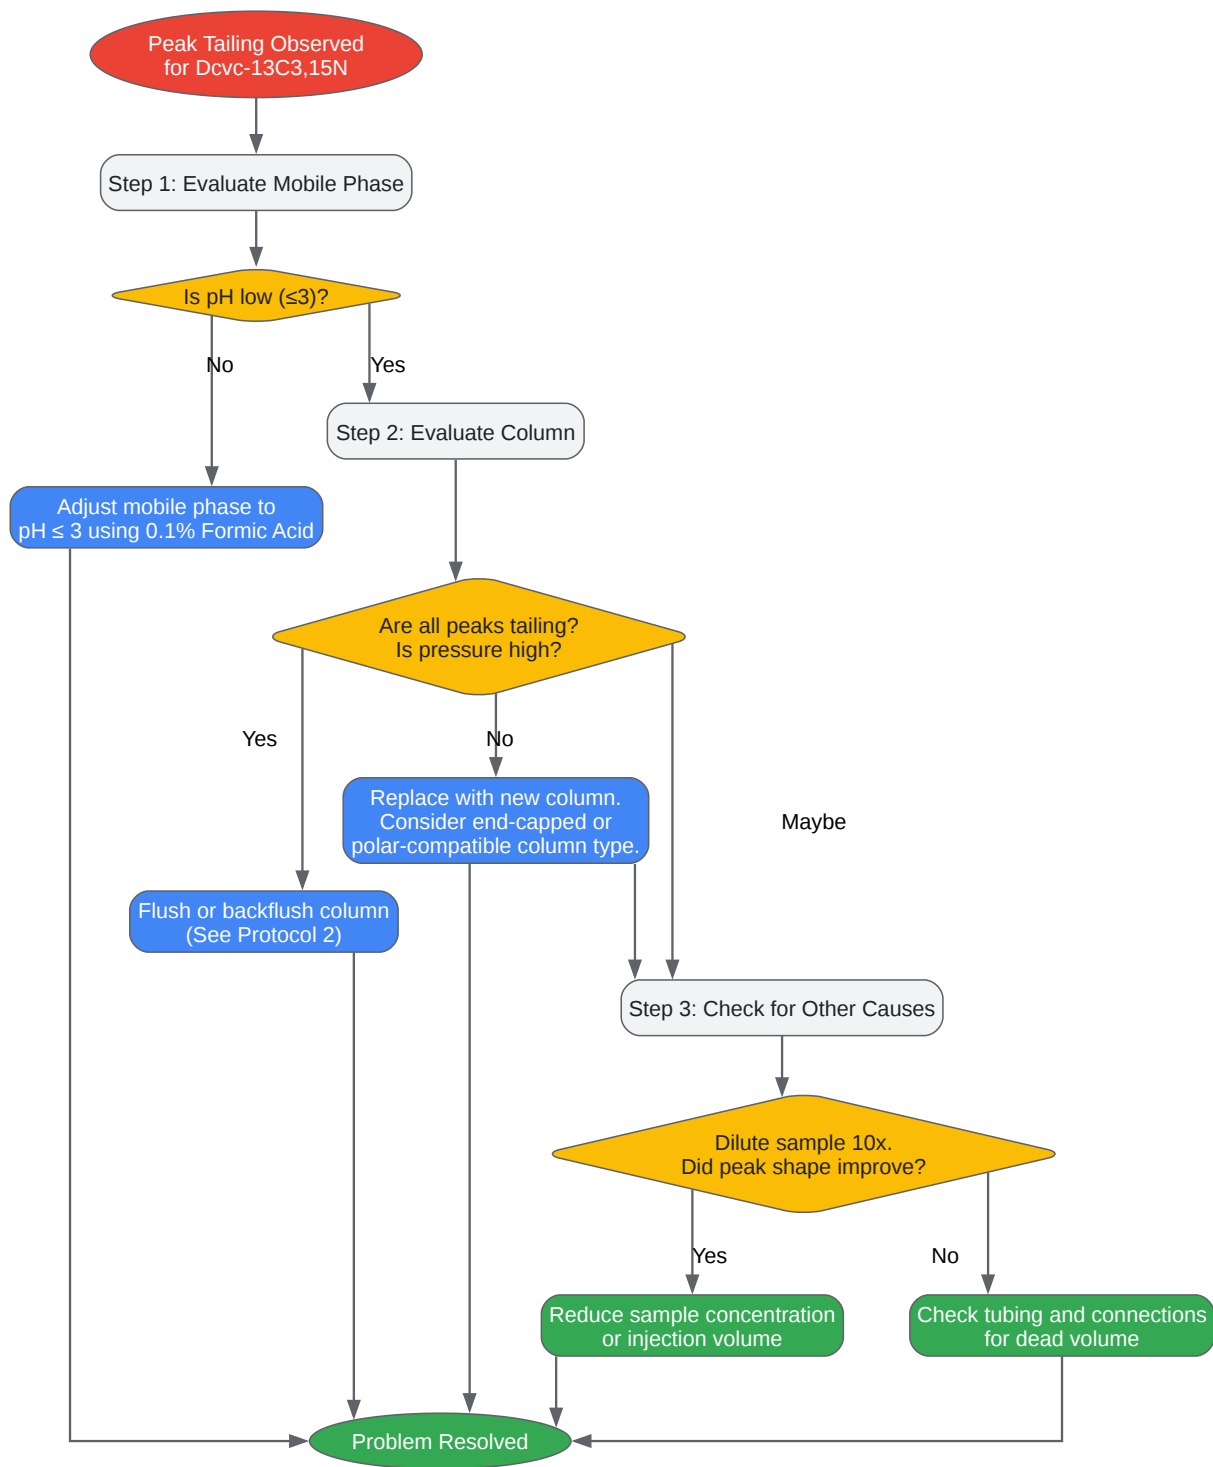 Peak Tailing Observed
for Dcvc-13C3,15N
Step 1: Evaluate Mobile Phase
Is pH low (≤3)?
No
Yes
Step 2: Evaluate Column
Adjust mobile phase to
pH ≤ 3 using 0.1% Formic Acid
Are all peaks tailing?
Is pressure high?
Yes
No
Maybe
Replace with new column.
Consider end-capped or
polar-compatible column type.
Flush or backflush column
(See Protocol 2)
Step 3: Check for Other Causes
Dilute sample 10x.
Did peak shape improve?
Yes
No
Reduce sample concentration
or injection volume
Check tubing and connections
for dead volume
Problem Resolved